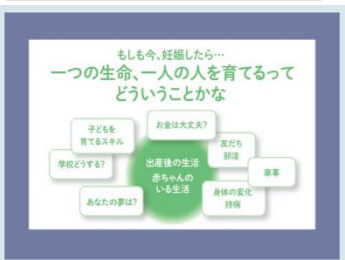 もしも今、妊娠したら…
一つの生命、一人の人を育てるって
どういうことかな
お金は大丈夫?
子どもを
育てるスキル
友だち
部活
学校どうする?
出産後の生活
赤ちゃんの
いる生活
家事
あなたの夢は?
身体の変化
持病